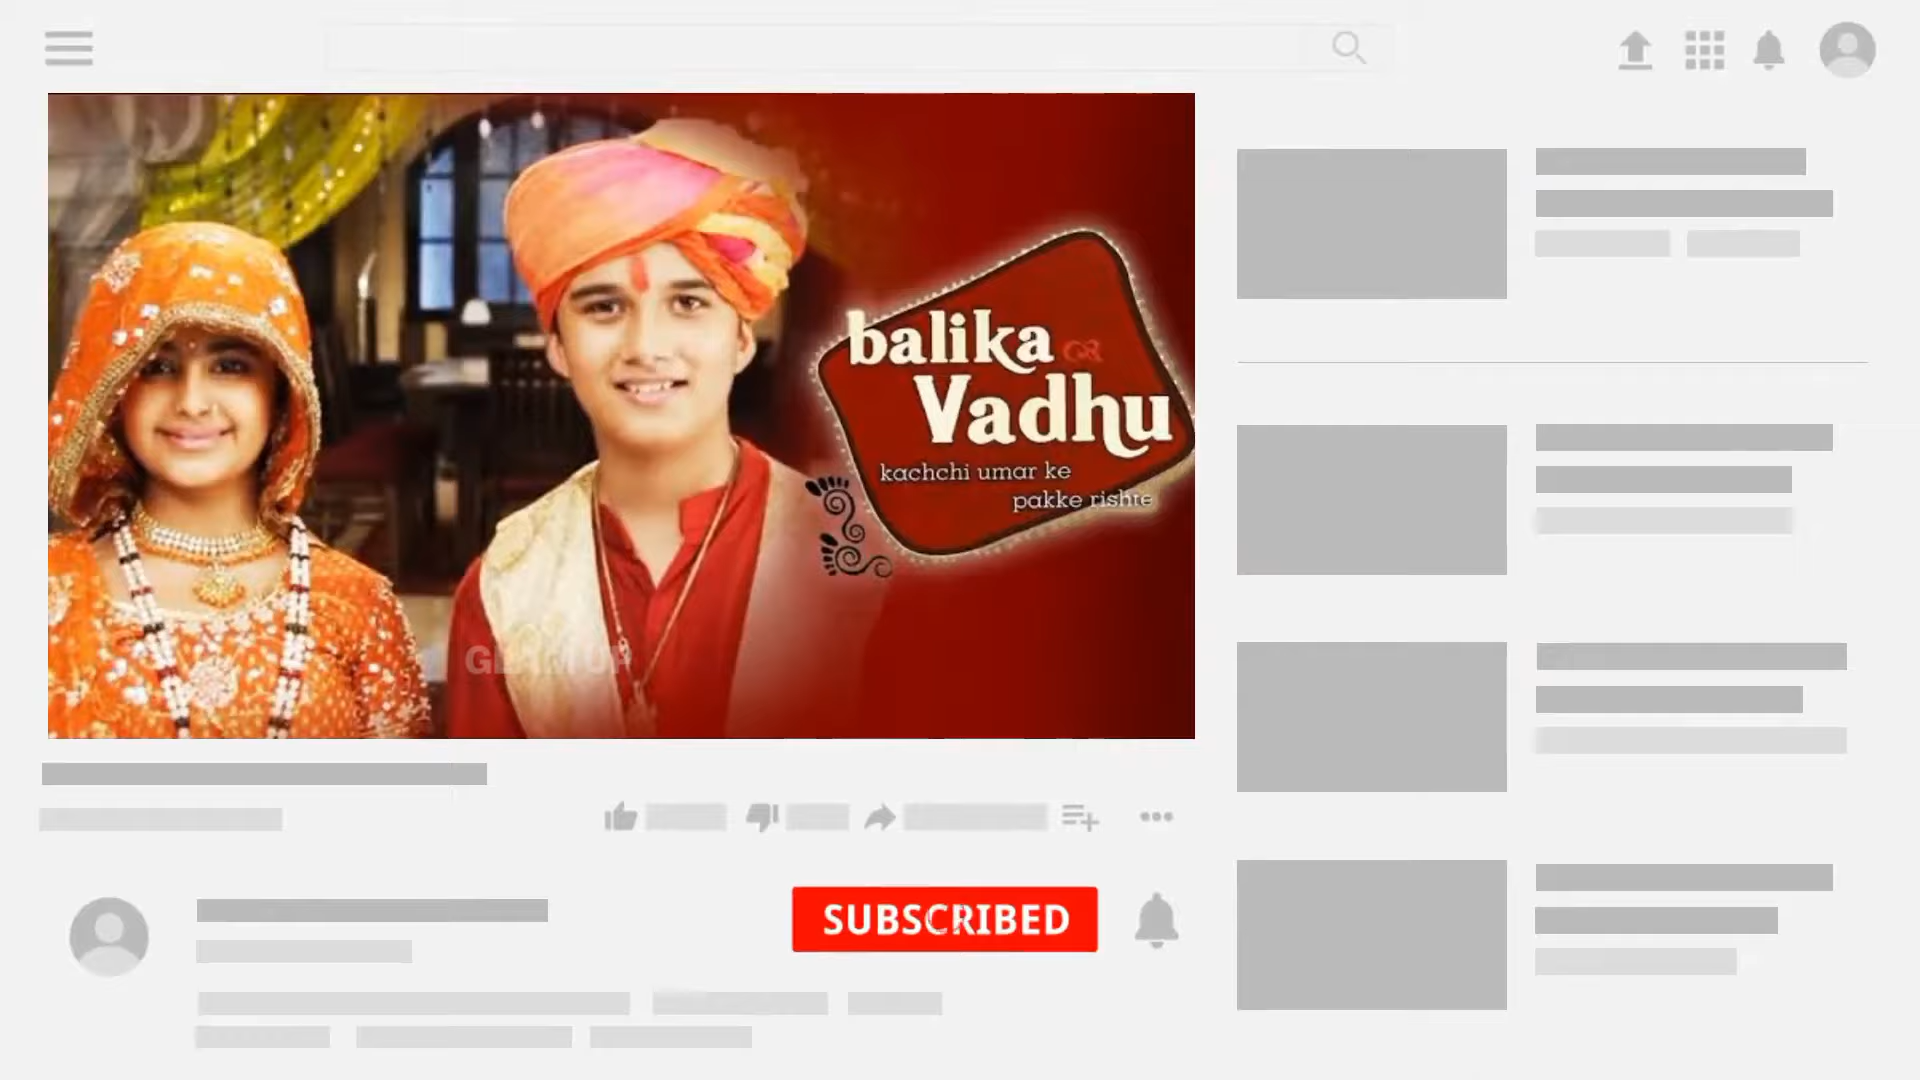 balika
Vadhu
kachchi umar ke
pakke rishte
SUBSCRIBED